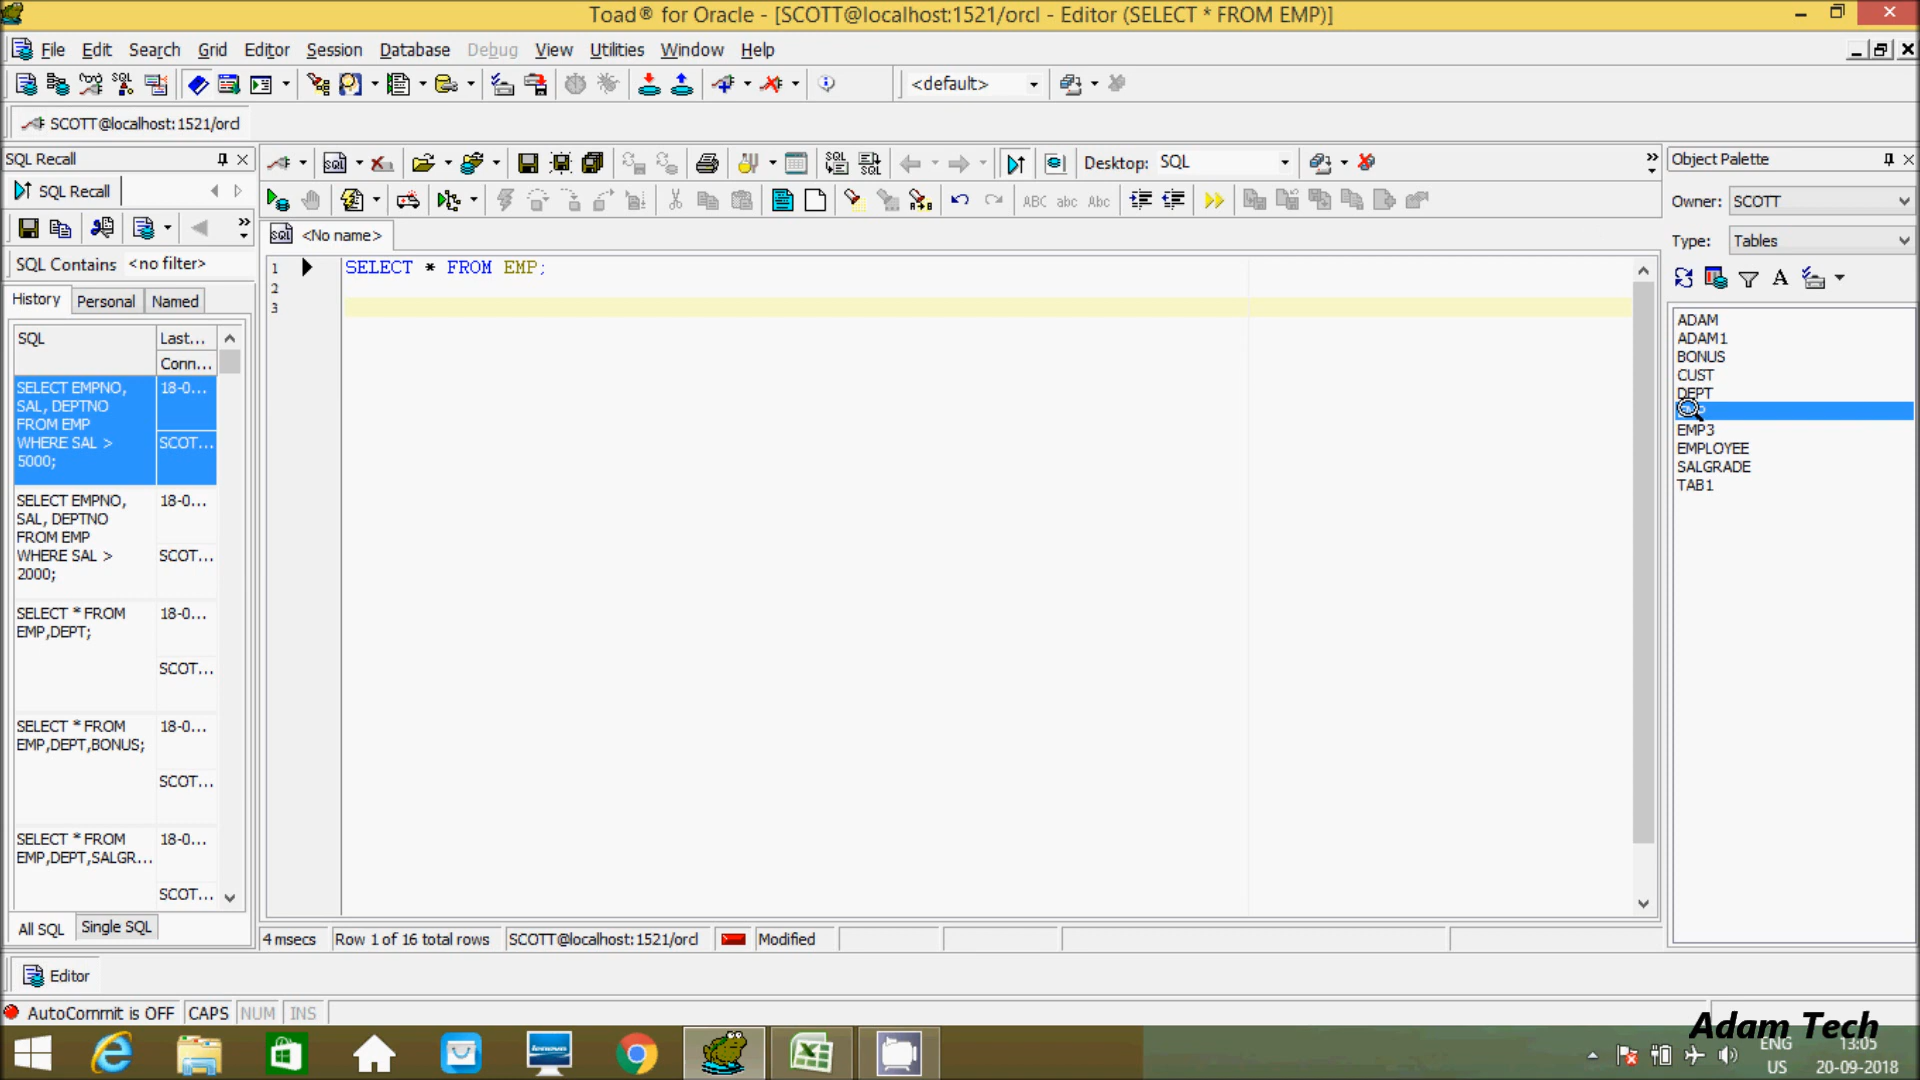 Toad® for Oracle - [SCOTT@localhost:1521/orcl - Editor (SELECT * FROM EMP)]
File Edit Search Grid Editor Session Database Debug View Utilities Window Help
<default>
SCOTT@localhost:1521/orcl
SQL Recall
SQL Recall
SQL Contains <no filter>
History Personal Named
SQL Last...
Conn...
SELECT EMPNO, 18-0...
SAL, DEPTNO
FROM EMP
WHERE SAL > SCOT...
5000;
SELECT EMPNO, 18-0...
SAL, DEPTNO
FROM EMP
WHERE SAL > SCOT...
2000;
SELECT * FROM 18-0...
EMP,DEPT;
SCOT...
SELECT * FROM 18-0...
EMP,DEPT,BONUS;
SCOT...
SELECT * FROM 18-0...
EMP,DEPT,SALGR...
SCOT...
All SQL Single SQL
Desktop: SQL
SQL SQL
ABC abc Abc
<No name>
1 SELECT * FROM EMP;
2
3
4 msecs Row 1 of 16 total rows SCOTT@localhost:1521/orcl Modified
Object Palette
Owner: SCOTT
Type: Tables
ADAM
ADAM1
BONUS
CUST
DEPT
EMP3
EMPLOYEE
SALGRADE
TAB1
Editor
AutoCommit is OFF CAPS NUM INS
Adam Tech
ENG 13:05
US 20-09-2018